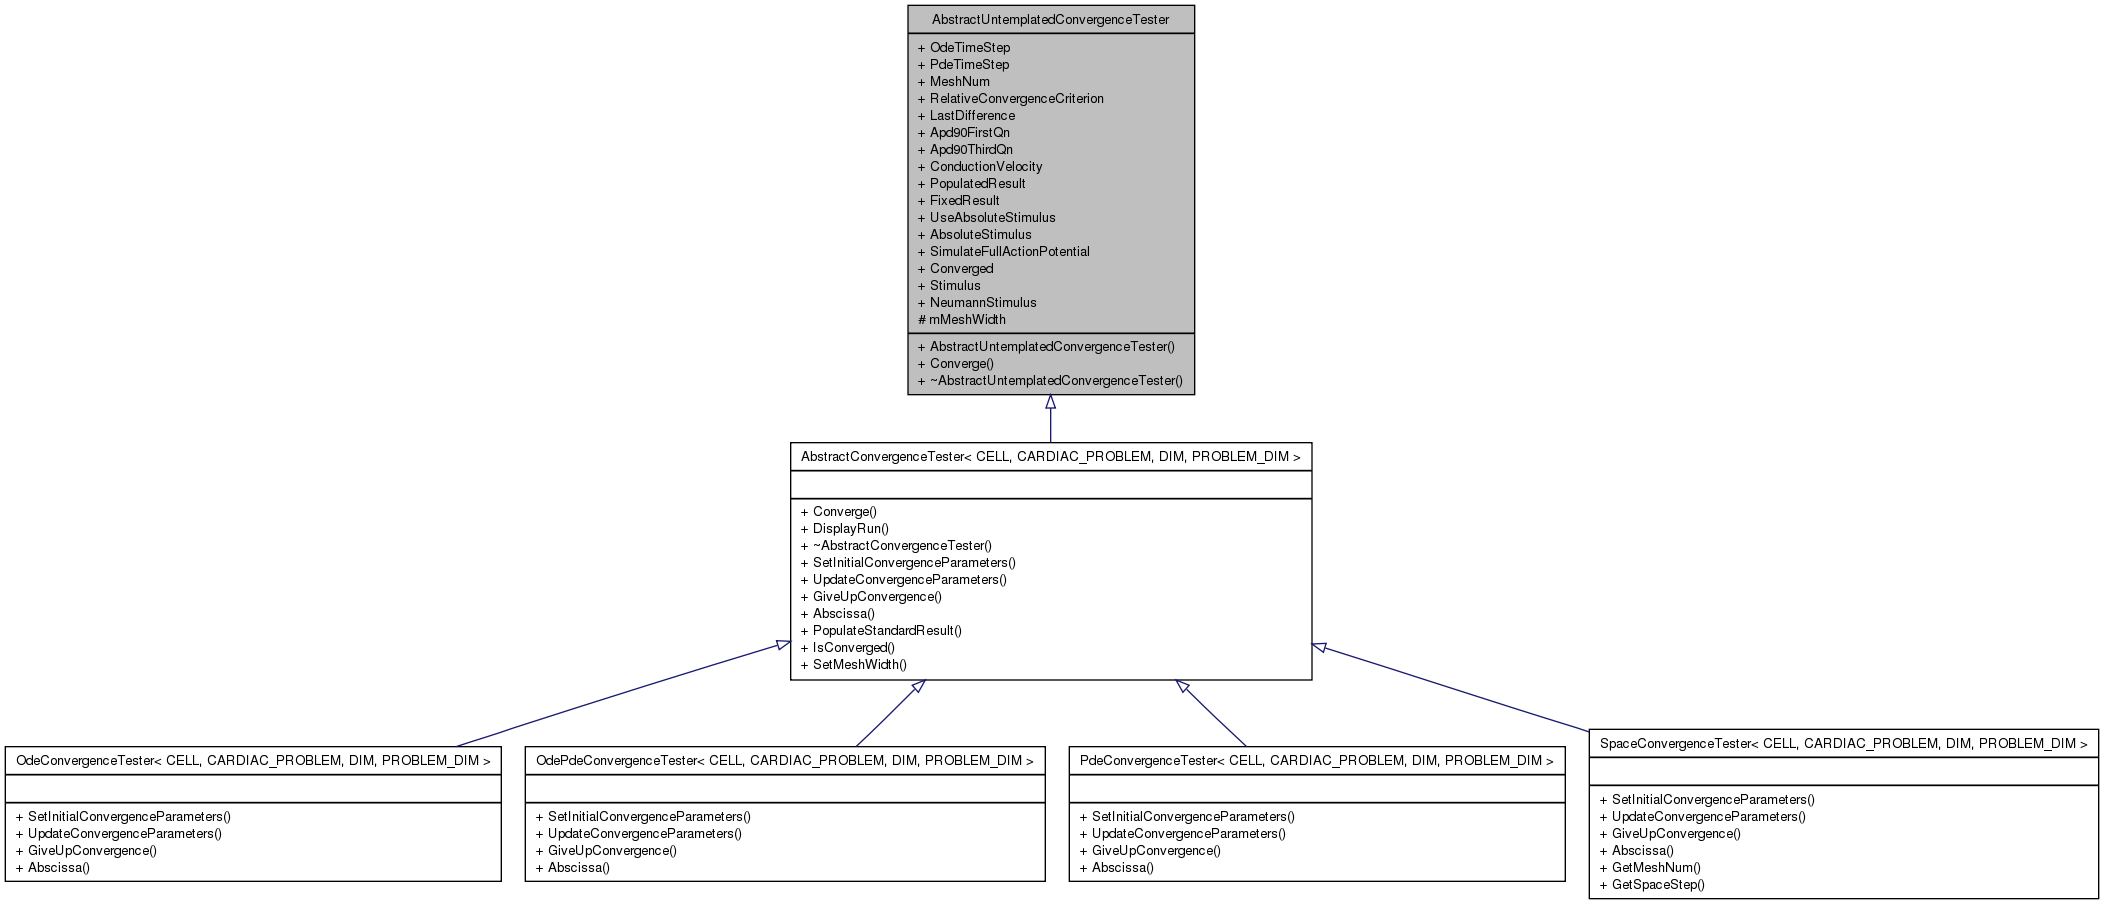 AbstractUntemplatedConvergenceTester
+ OdeTimeStep
+ PdeTimeStep
+ MeshNum
+ RelativeConvergenceCriterion
+ LastDifference
+ Apd90FirstQn
+ Apd90ThirdQn
+ ConductionVelocity
+ PopulatedResult
+ FixedResult
+ UseAbsoluteStimulus
+ AbsoluteStimulus
+ SimulateFullActionPotential
+ Converged
+ Stimulus
+ NeumannStimulus
# mMeshWidth
+ AbstractUntemplatedConvergenceTester()
+ Converge()
+ ~AbstractUntemplatedConvergenceTester()
AbstractConvergenceTester< CELL, CARDIAC_PROBLEM, DIM, PROBLEM_DIM >
+ Converge()
+ DisplayRun()
+ ~AbstractConvergenceTester()
+ SetInitialConvergenceParameters()
+ UpdateConvergenceParameters()
+ GiveUpConvergence()
+ Abscissa()
+ PopulateStandardResult()
+ IsConverged()
+ SetMeshWidth()
OdeConvergenceTester< CELL, CARDIAC_PROBLEM, DIM, PROBLEM_DIM >
+ SetInitialConvergenceParameters()
+ UpdateConvergenceParameters()
+ GiveUpConvergence()
+ Abscissa()
OdePdeConvergenceTester< CELL, CARDIAC_PROBLEM, DIM, PROBLEM_DIM >
+ SetInitialConvergenceParameters()
+ UpdateConvergenceParameters()
+ GiveUpConvergence()
+ Abscissa()
PdeConvergenceTester< CELL, CARDIAC_PROBLEM, DIM, PROBLEM_DIM >
+ SetInitialConvergenceParameters()
+ UpdateConvergenceParameters()
+ GiveUpConvergence()
+ Abscissa()
SpaceConvergenceTester< CELL, CARDIAC_PROBLEM, DIM, PROBLEM_DIM >
+ SetInitialConvergenceParameters()
+ UpdateConvergenceParameters()
+ GiveUpConvergence()
+ Abscissa()
+ GetMeshNum()
+ GetSpaceStep()